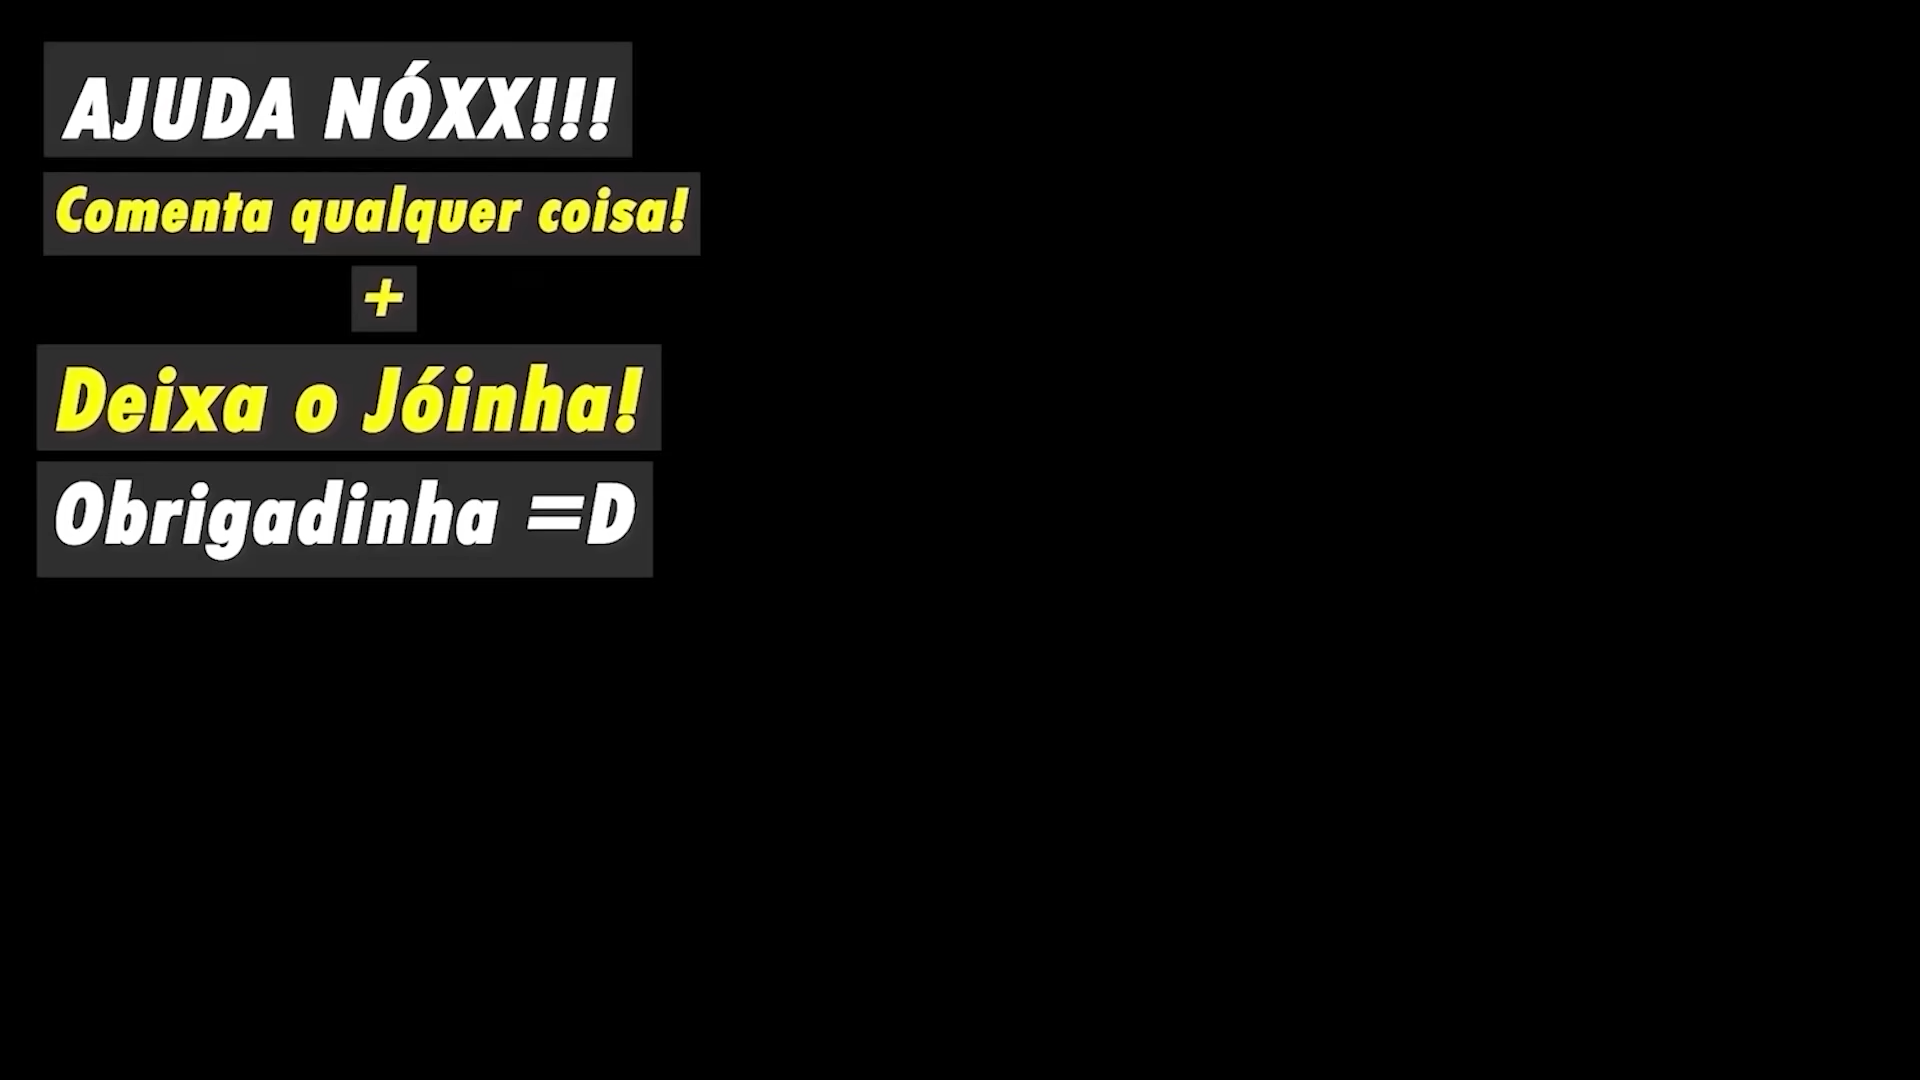 AJUDA NÓXX!!!
Comenta qualquer coisa!
+
Deixa o Jóinha!
Obrigadinha =D